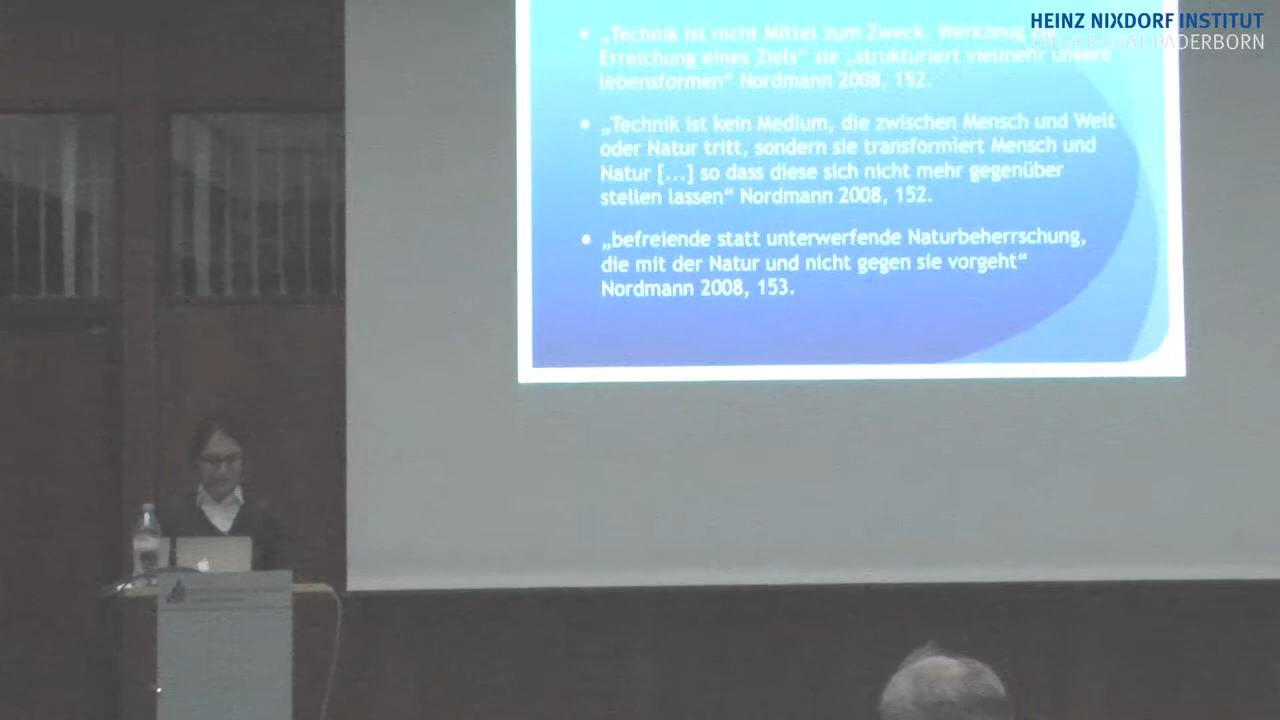 HEINZ NIXDORF INSTITUT
PADERBORN
• „Technik ist nicht Mittel zum Zweck, Werkzeug
Erreichung eines Ziels“ sie „strukturiert vielmehr unsere
lebensformen“ Nordmann 2008, 152.
• „Technik ist kein Medium, die zwischen Mensch und Welt
oder Natur tritt, sondern sie transformiert Mensch und
Natur [...] so dass diese sich nicht mehr gegenüber
stellen lassen“ Nordmann 2008, 152.
• „befreiende statt unterwerfende Naturbeherrschung,
die mit der Natur und nicht gegen sie vorgeht“
Nordmann 2008, 153.